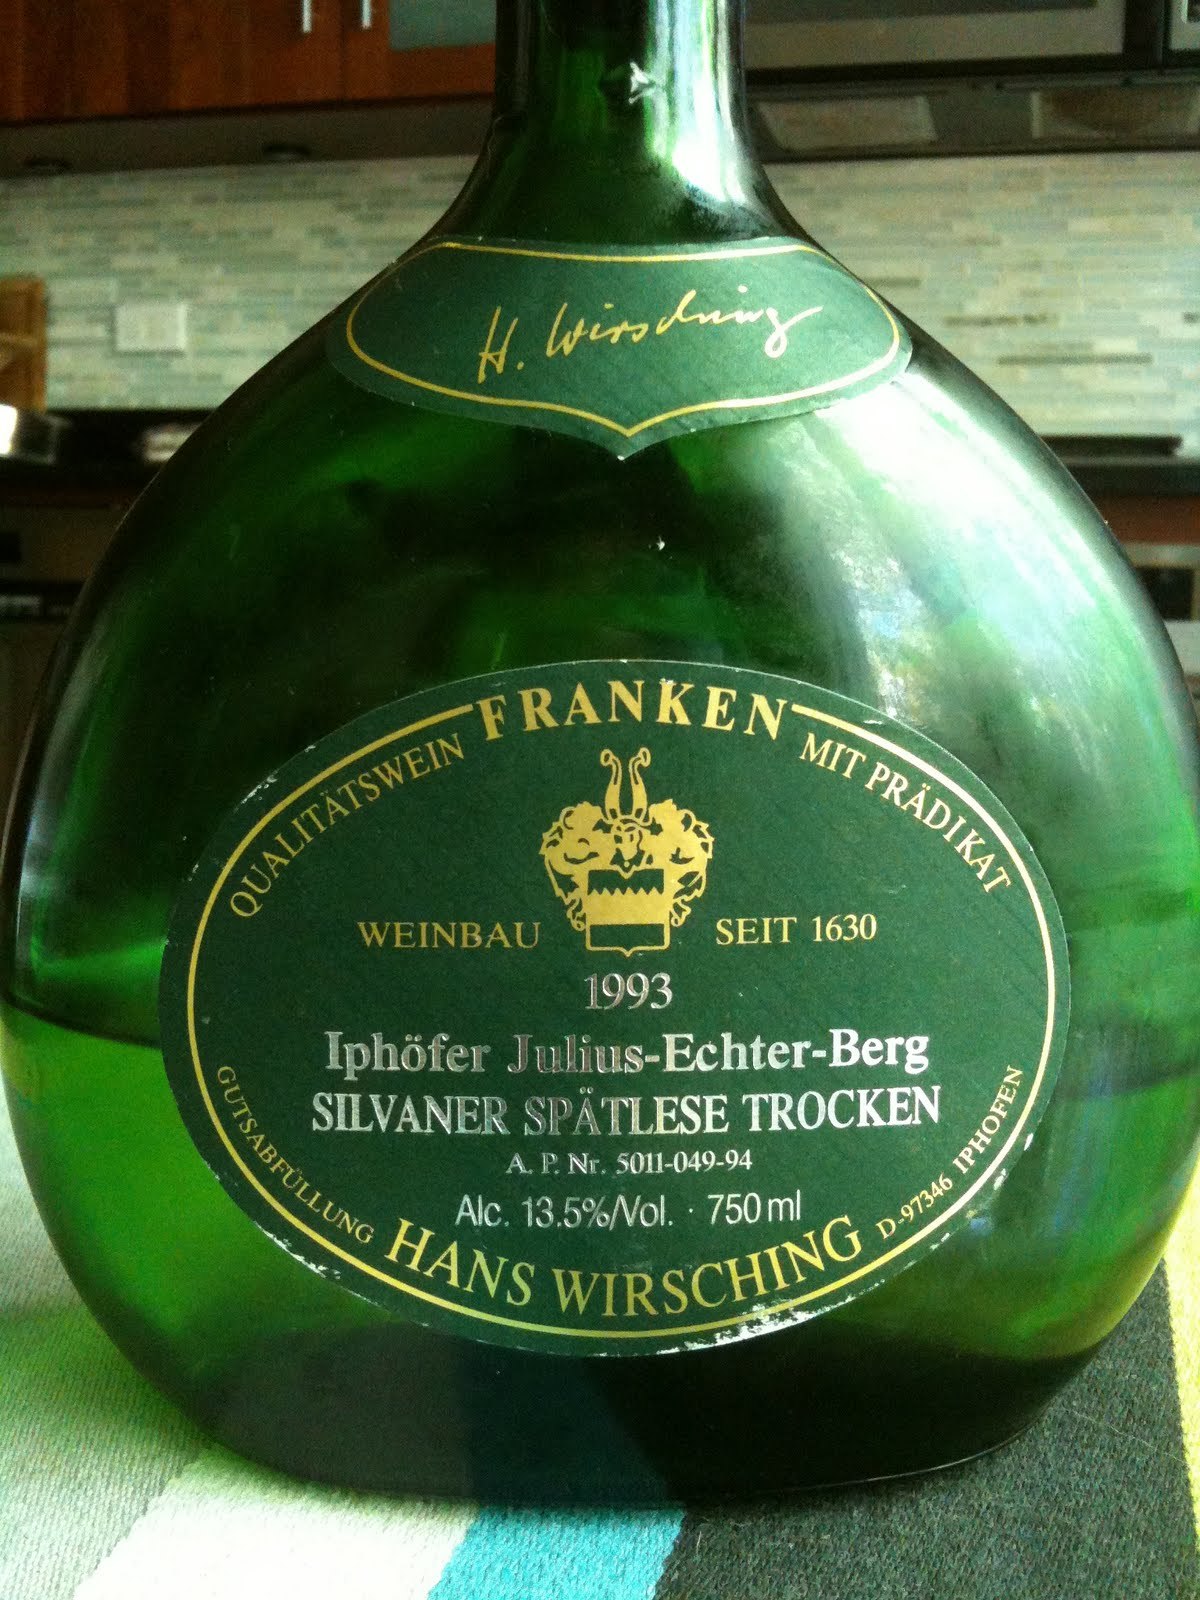 H. Wirsching
FRANKEN
QUALITÄTSWEIN MIT PRÄDIKAT
WEINBAU SEIT 1630
1993
Iphöfer Julius-Echter-Berg
SILVANER SPÄTLESE TROCKEN
A. P. Nr. 5011-049-94
Alc. 13.5%/Vol. · 750 ml
GUTSABFÜLLUNG HANS WIRSCHING D-97346 IPHOFEN